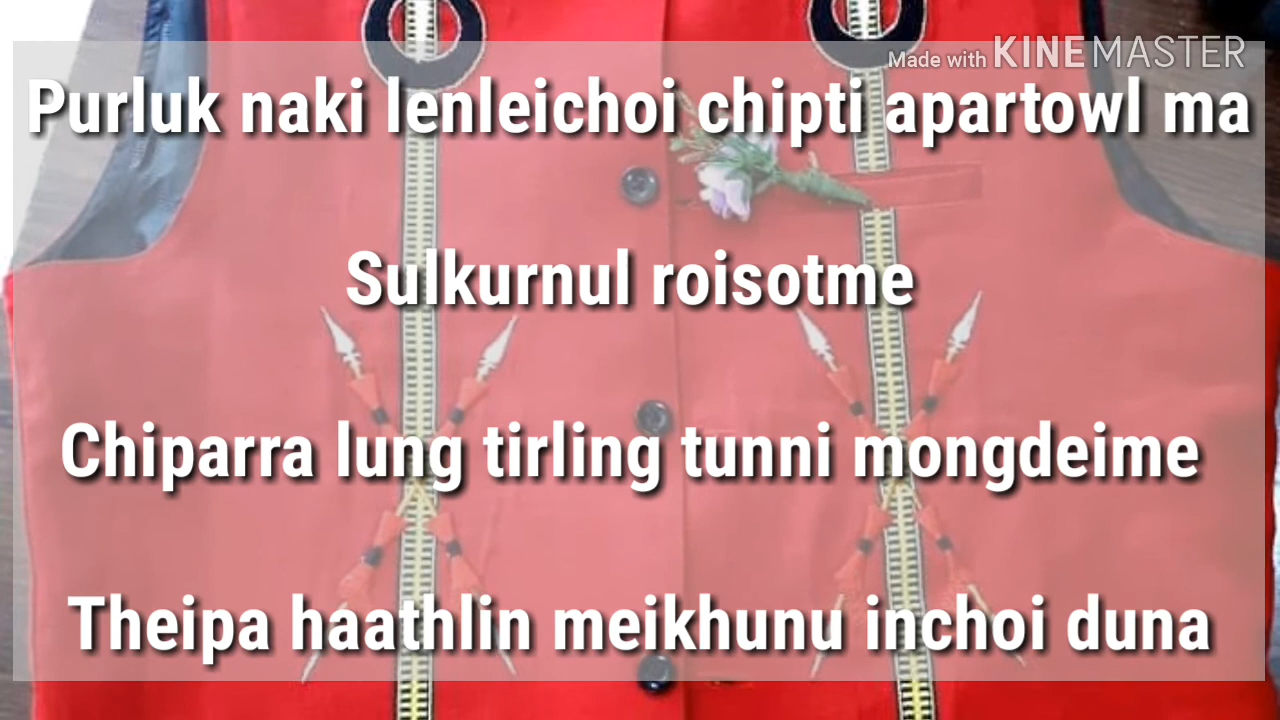 Made with KINEMASTER
Purluk naki lenleichoi chipti apartowl ma
Sulkurnul roisotme
Chiparra lung tirling tunni mongdeime
Theipa haathlin meikhunu inchoi duna